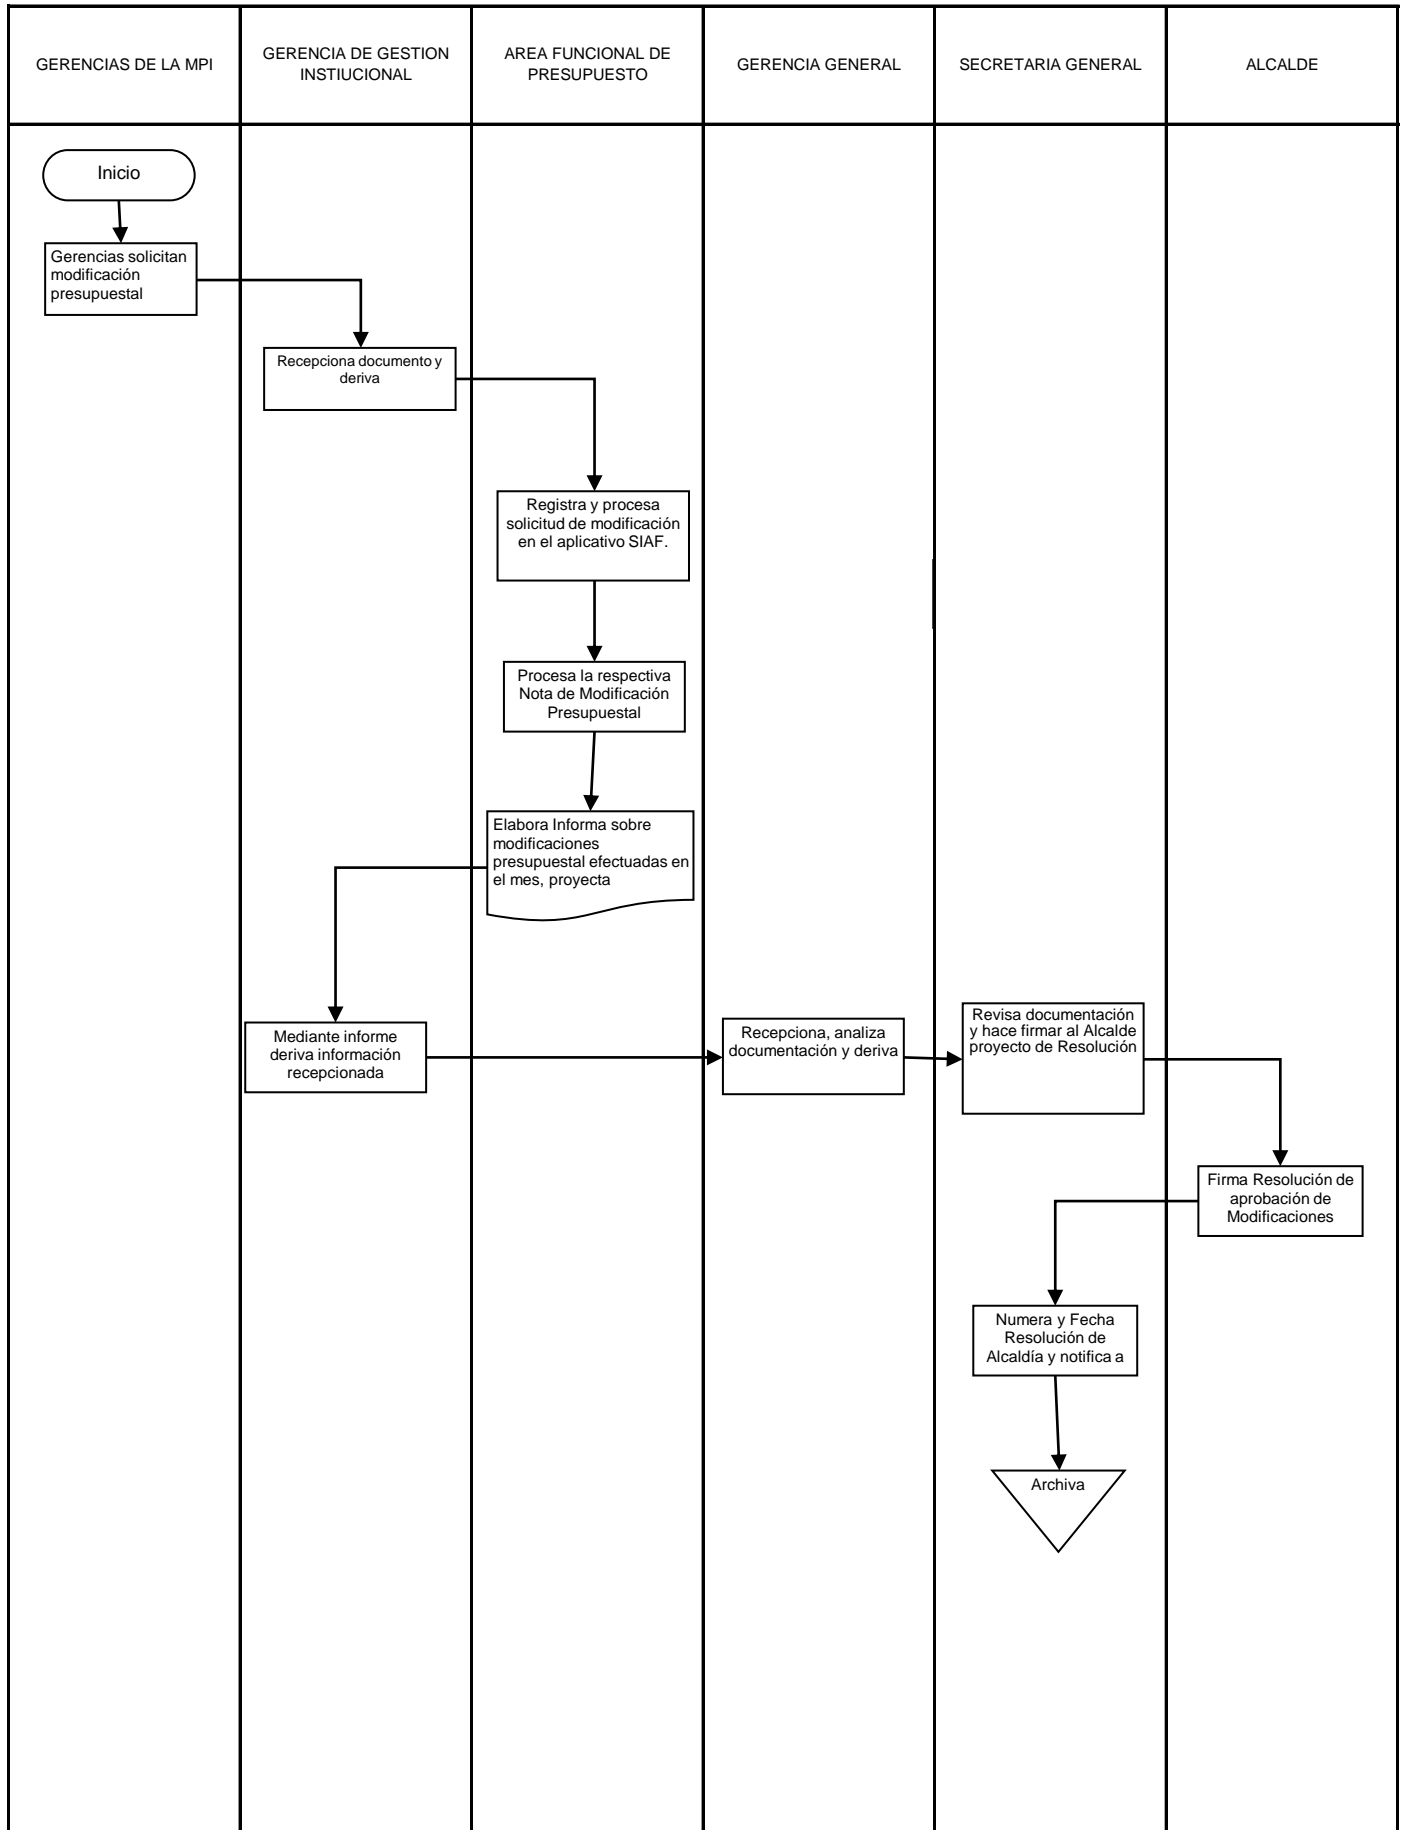 GERENCIAS DE LA MPI
GERENCIA DE GESTION
INSTIUCIONAL
AREA FUNCIONAL DE
PRESUPUESTO
GERENCIA GENERAL
SECRETARIA GENERAL
ALCALDE
Inicio
Gerencias solicitan
modificación
presupuestal
Recepciona documento y
deriva
Registra y procesa
solicitud de modificación
en el aplicativo SIAF.
Procesa la respectiva
Nota de Modificación
Presupuestal
Elabora Informa sobre
modificaciones
presupuestal efectuadas en
el mes, proyecta
Mediante informe
deriva información
recepcionada
Recepciona, analiza
documentación y deriva
Revisa documentación
y hace firmar al Alcalde
proyecto de Resolución
Firma Resolución de
aprobación de
Modificaciones
Numera y Fecha
Resolución de
Alcaldía y notifica a
Archiva